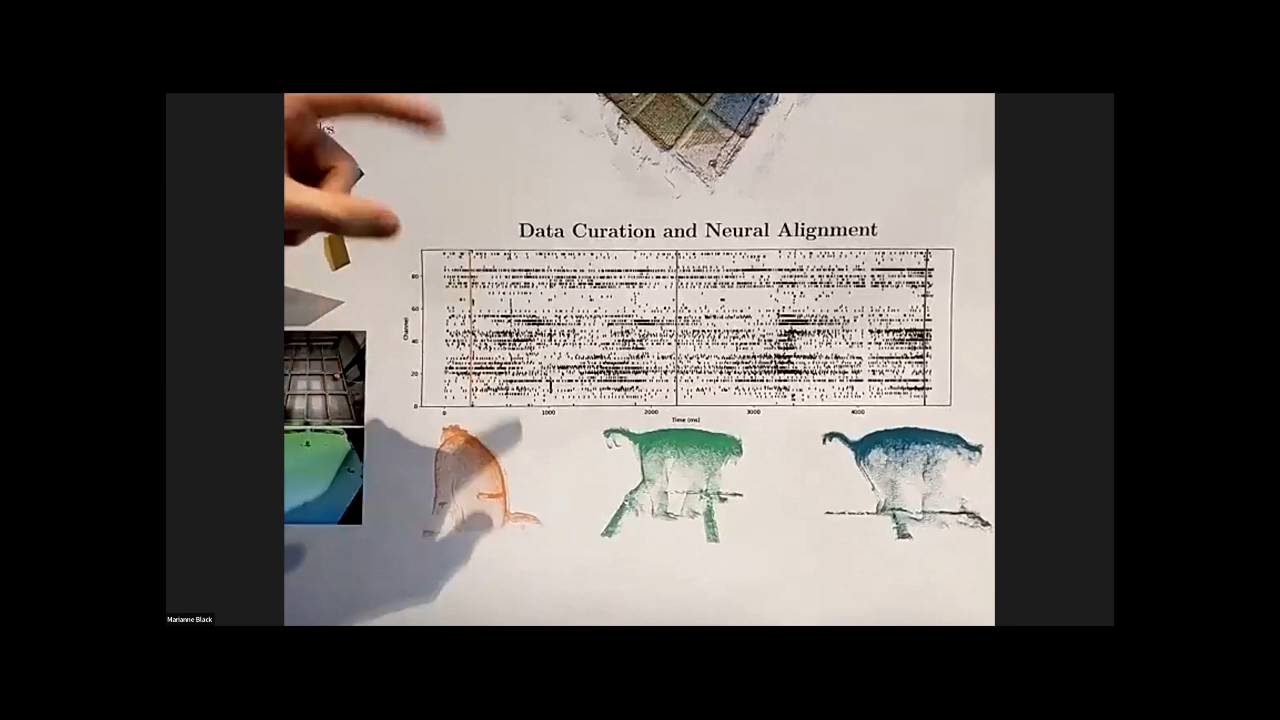 Data Curation and Neural Alignment
80
60
40
20
0
Channel
0 1000 2000 3000 4000
Time (ms)
Marianne Black